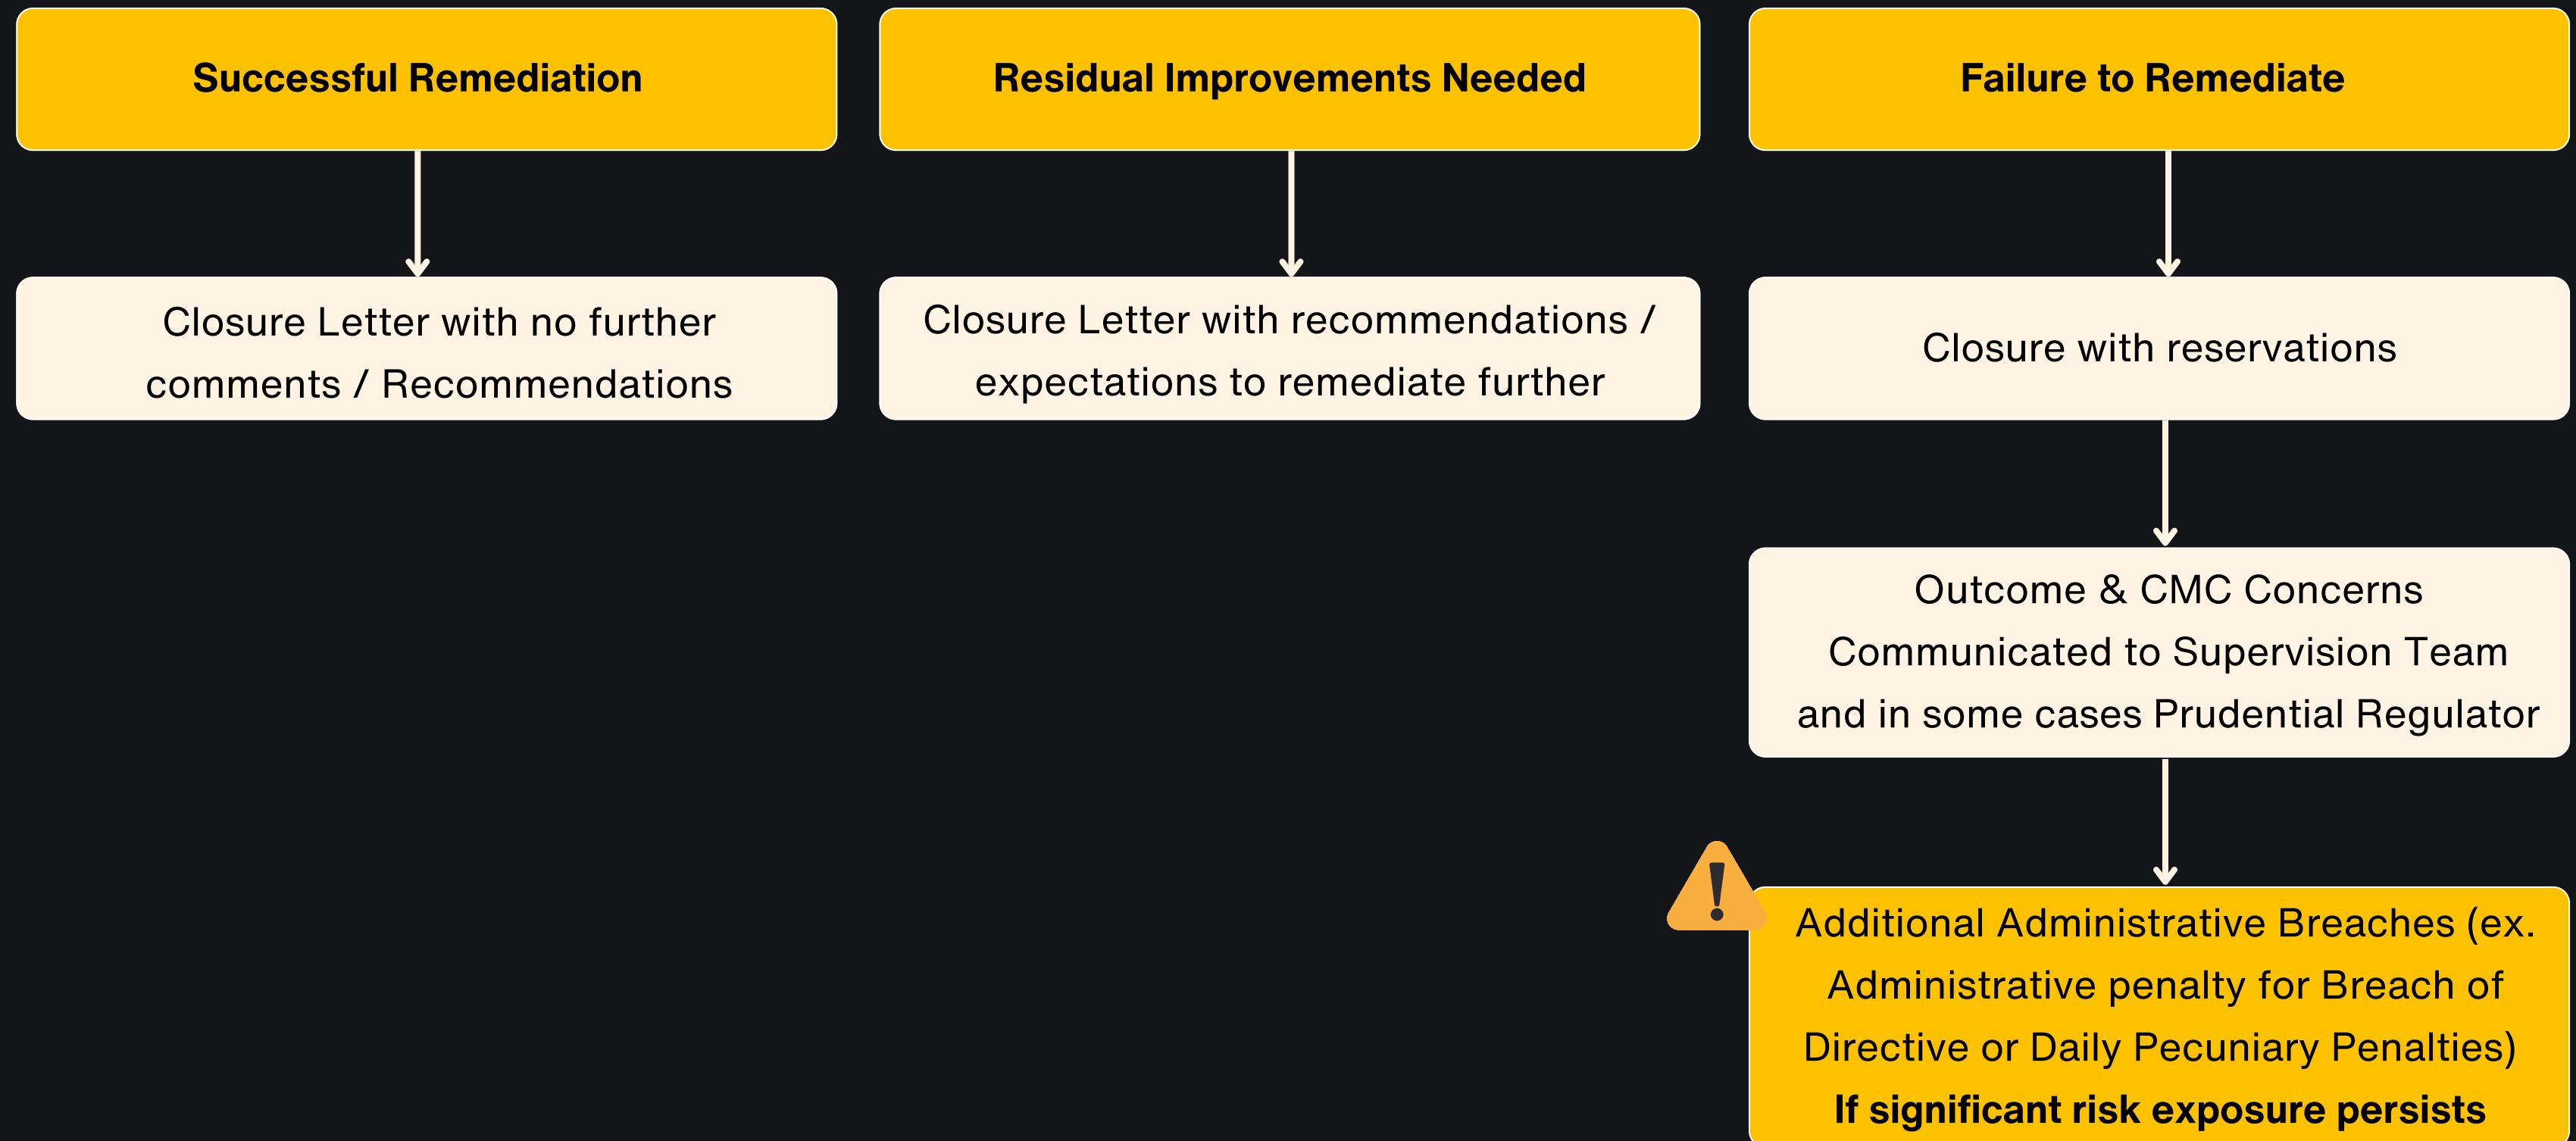 Successful Remediation
Residual Improvements Needed
Failure to Remediate
Closure Letter with no further
comments / Recommendations
Closure Letter with recommendations /
expectations to remediate further
Closure with reservations
Outcome & CMC Concerns
Communicated to Supervision Team
and in some cases Prudential Regulator
Additional Administrative Breaches (ex.
Administrative penalty for Breach of
Directive or Daily Pecuniary Penalties)
If significant risk exposure persists